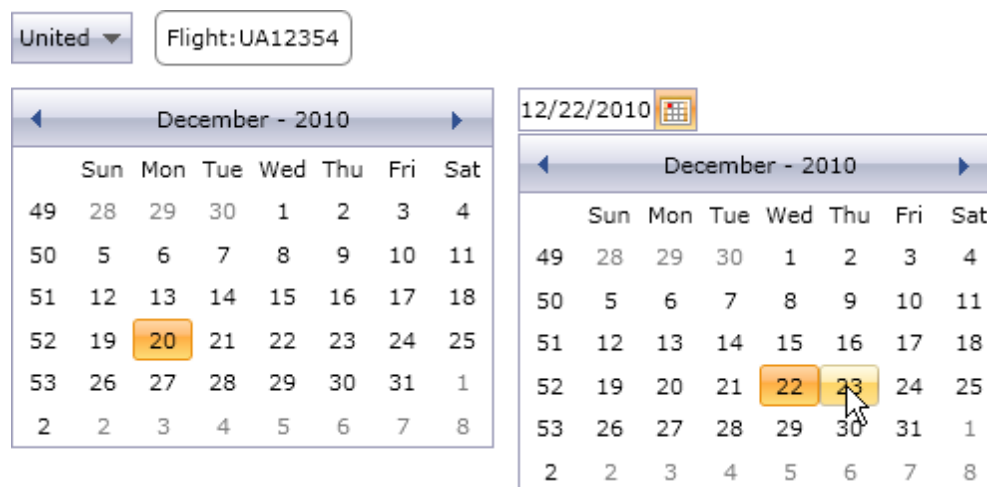 United
Flight:UA12354
December - 2010
Sun Mon Tue Wed Thu Fri Sat
49 28 29 30 1 2 3 4
50 5 6 7 8 9 10 11
51 12 13 14 15 16 17 18
52 19 20 21 22 23 24 25
53 26 27 28 29 30 31 1
2 2 3 4 5 6 7 8
12/22/2010
December - 2010
Sun Mon Tue Wed Thu Fri Sat
49 28 29 30 1 2 3 4
50 5 6 7 8 9 10 11
51 12 13 14 15 16 17 18
52 19 20 21 22 23 24 25
53 26 27 28 29 30 31 1
2 2 3 4 5 6 7 8